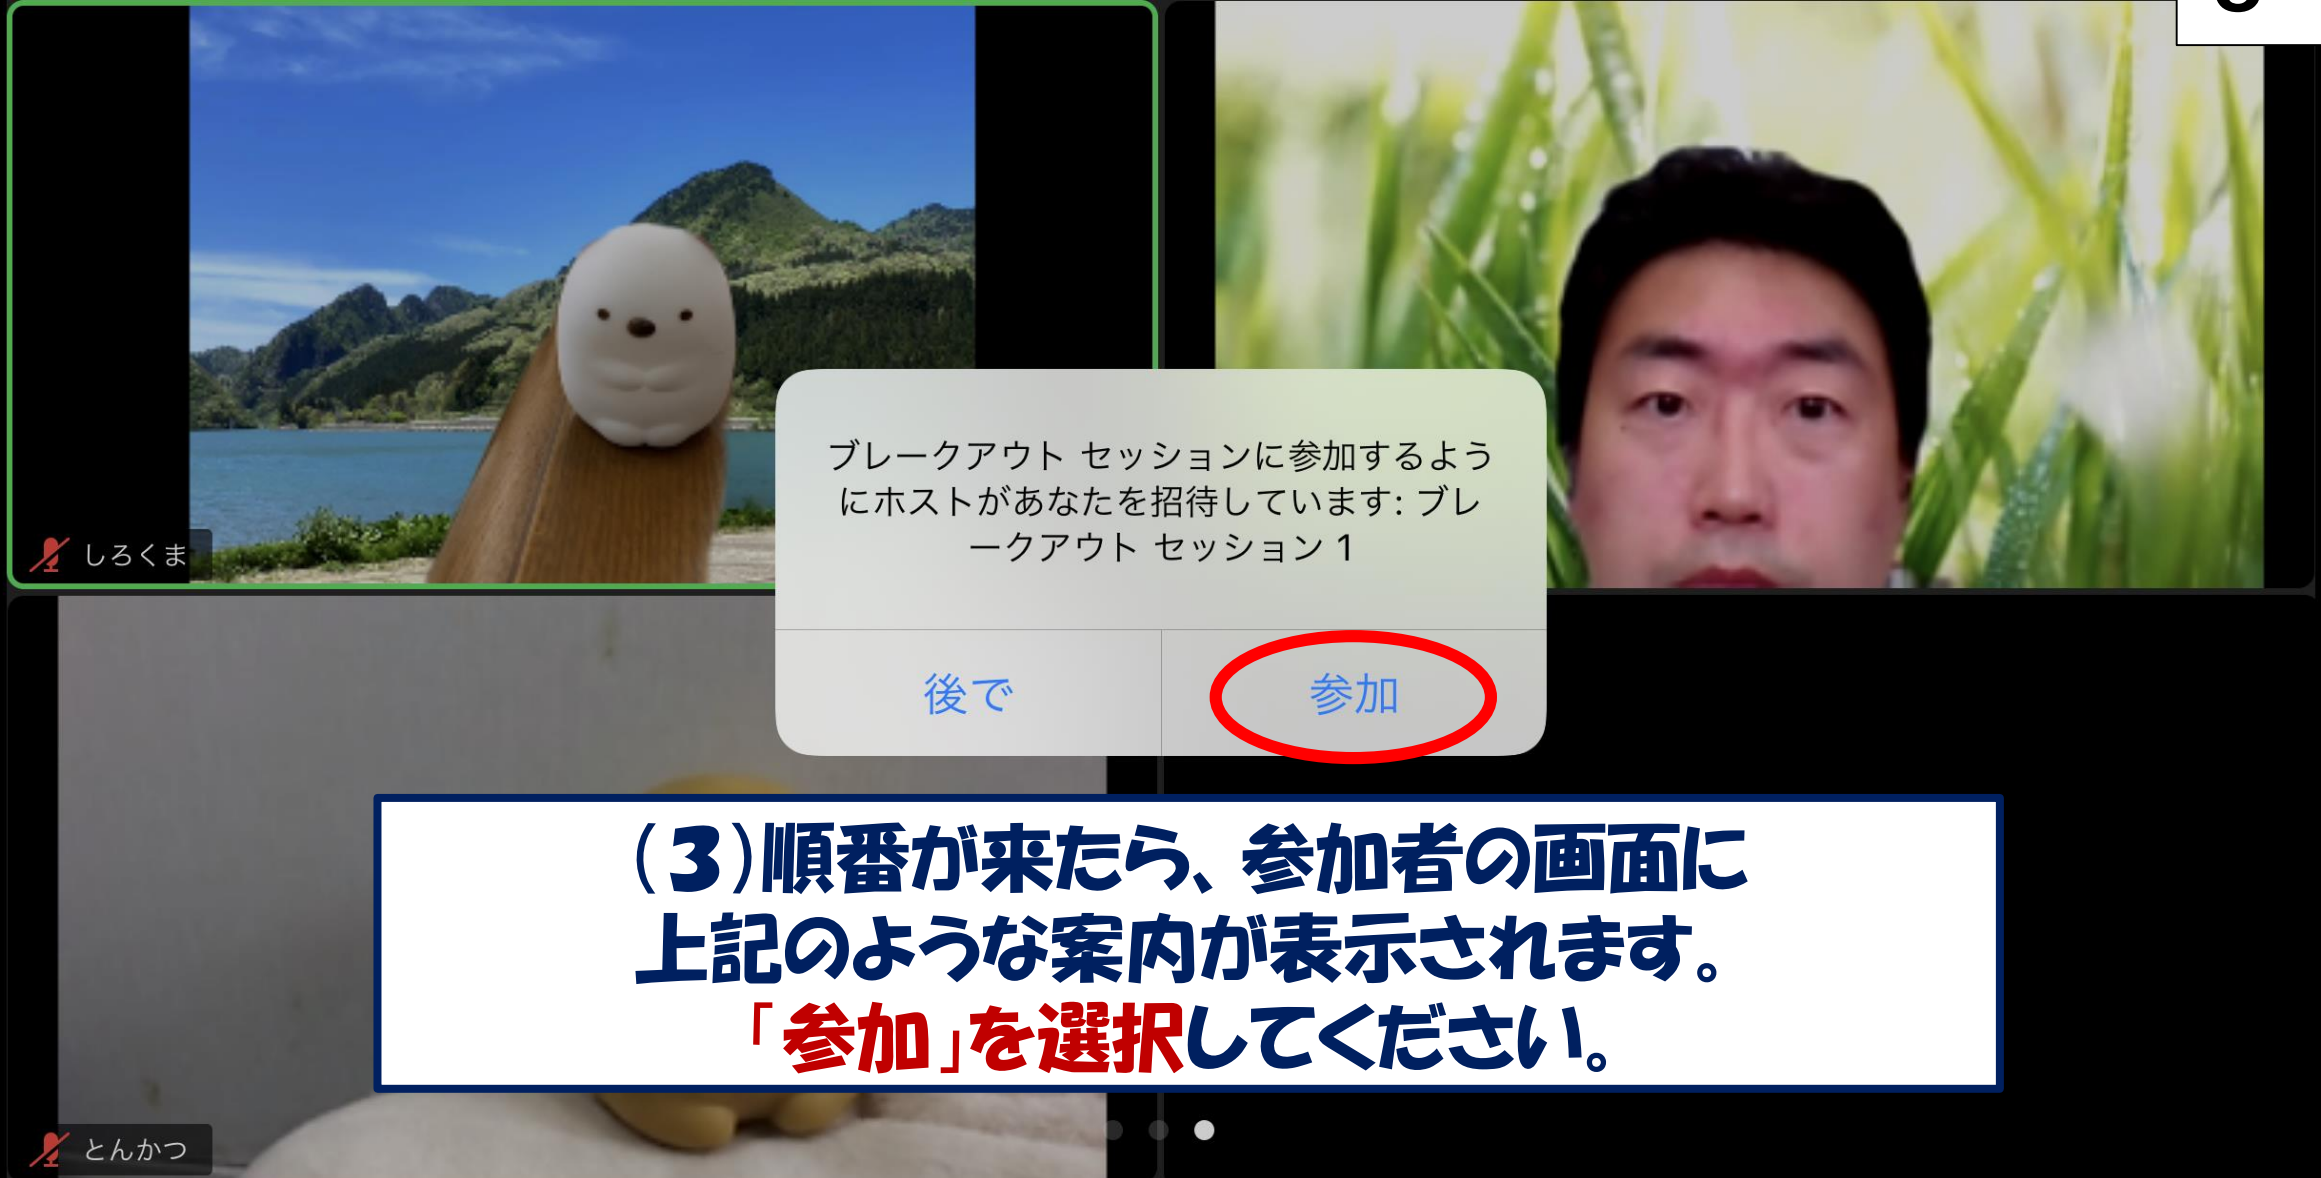 しろくま
ブレークアウト セッションに参加するよう
にホストがあなたを招待しています: ブレ
ークアウト セッション 1
後で
参加
(3)順番が来たら、参加者の画面に
上記のような案内が表示されます。
「参加」を選択してください。
とんかつ